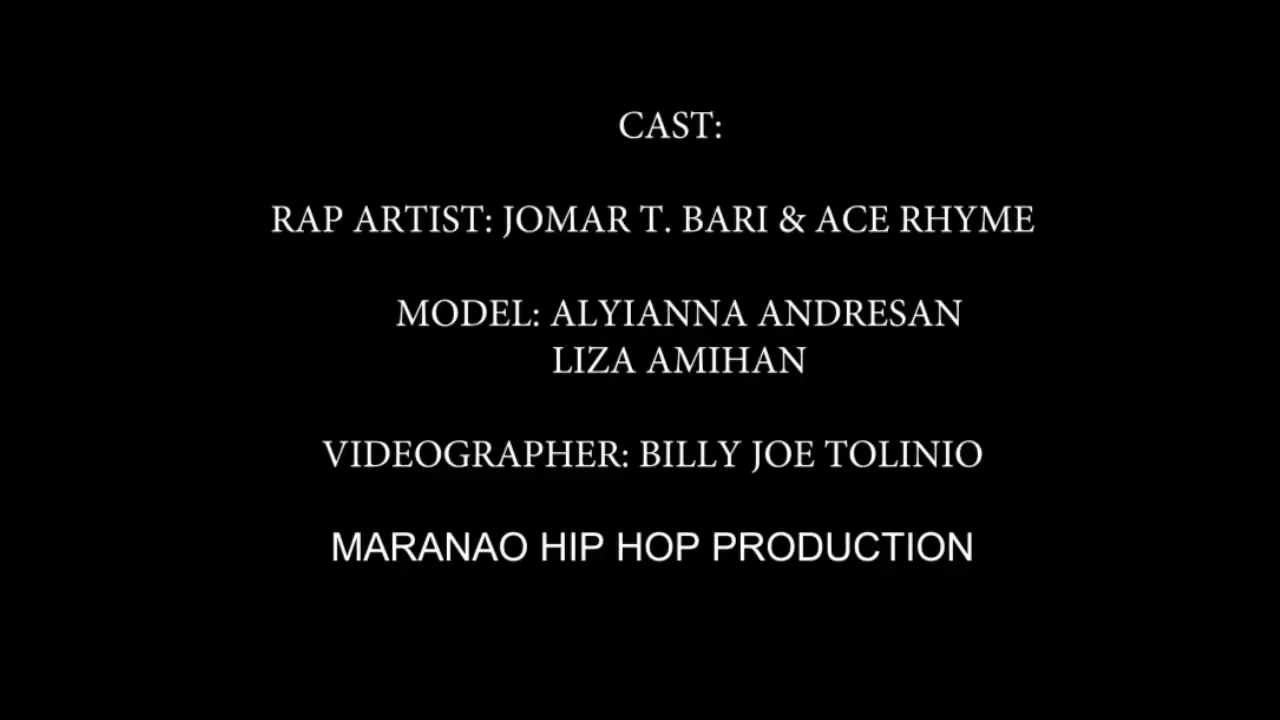 CAST:
RAP ARTIST: JOMAR T. BARI & ACE RHYME
MODEL: ALYIANNA ANDRESAN
LIZA AMIHAN
VIDEOGRAPHER: BILLY JOE TOLINIO
MARANAO HIP HOP PRODUCTION